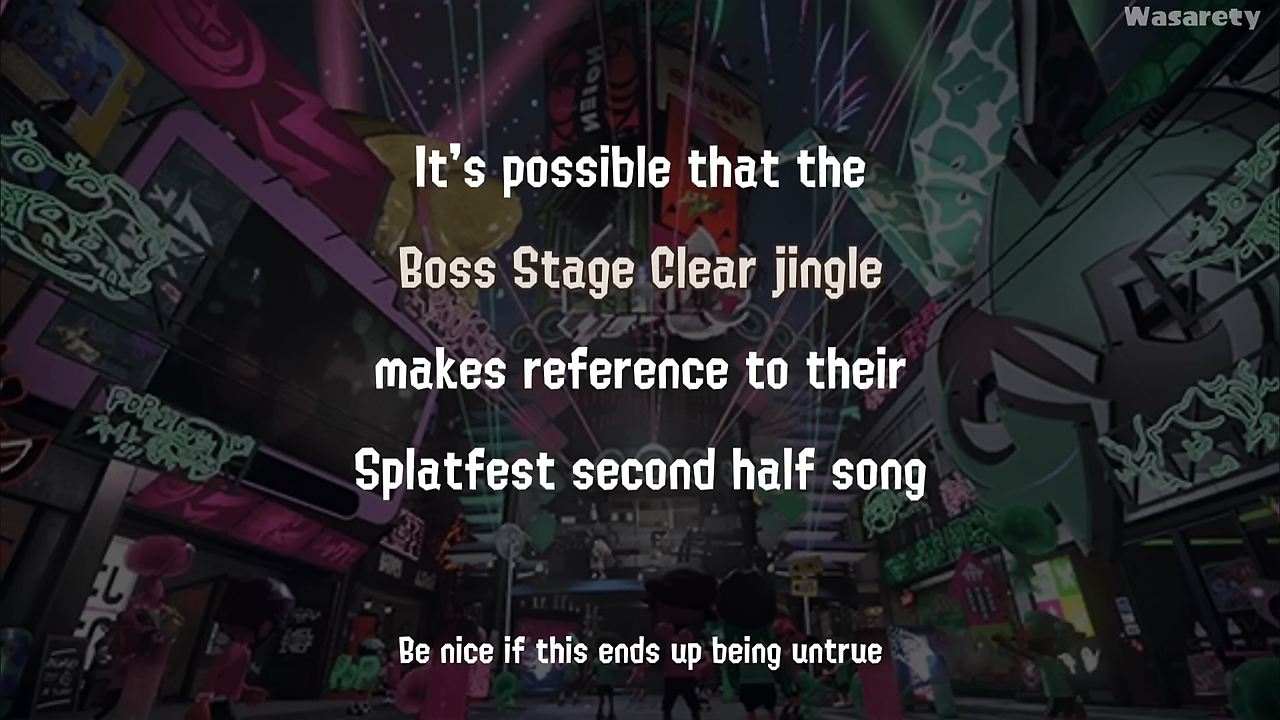 Wasarety
It's possible that the
Boss Stage Clear jingle
makes reference to their
Splatfest second half song
Be nice if this ends up being untrue